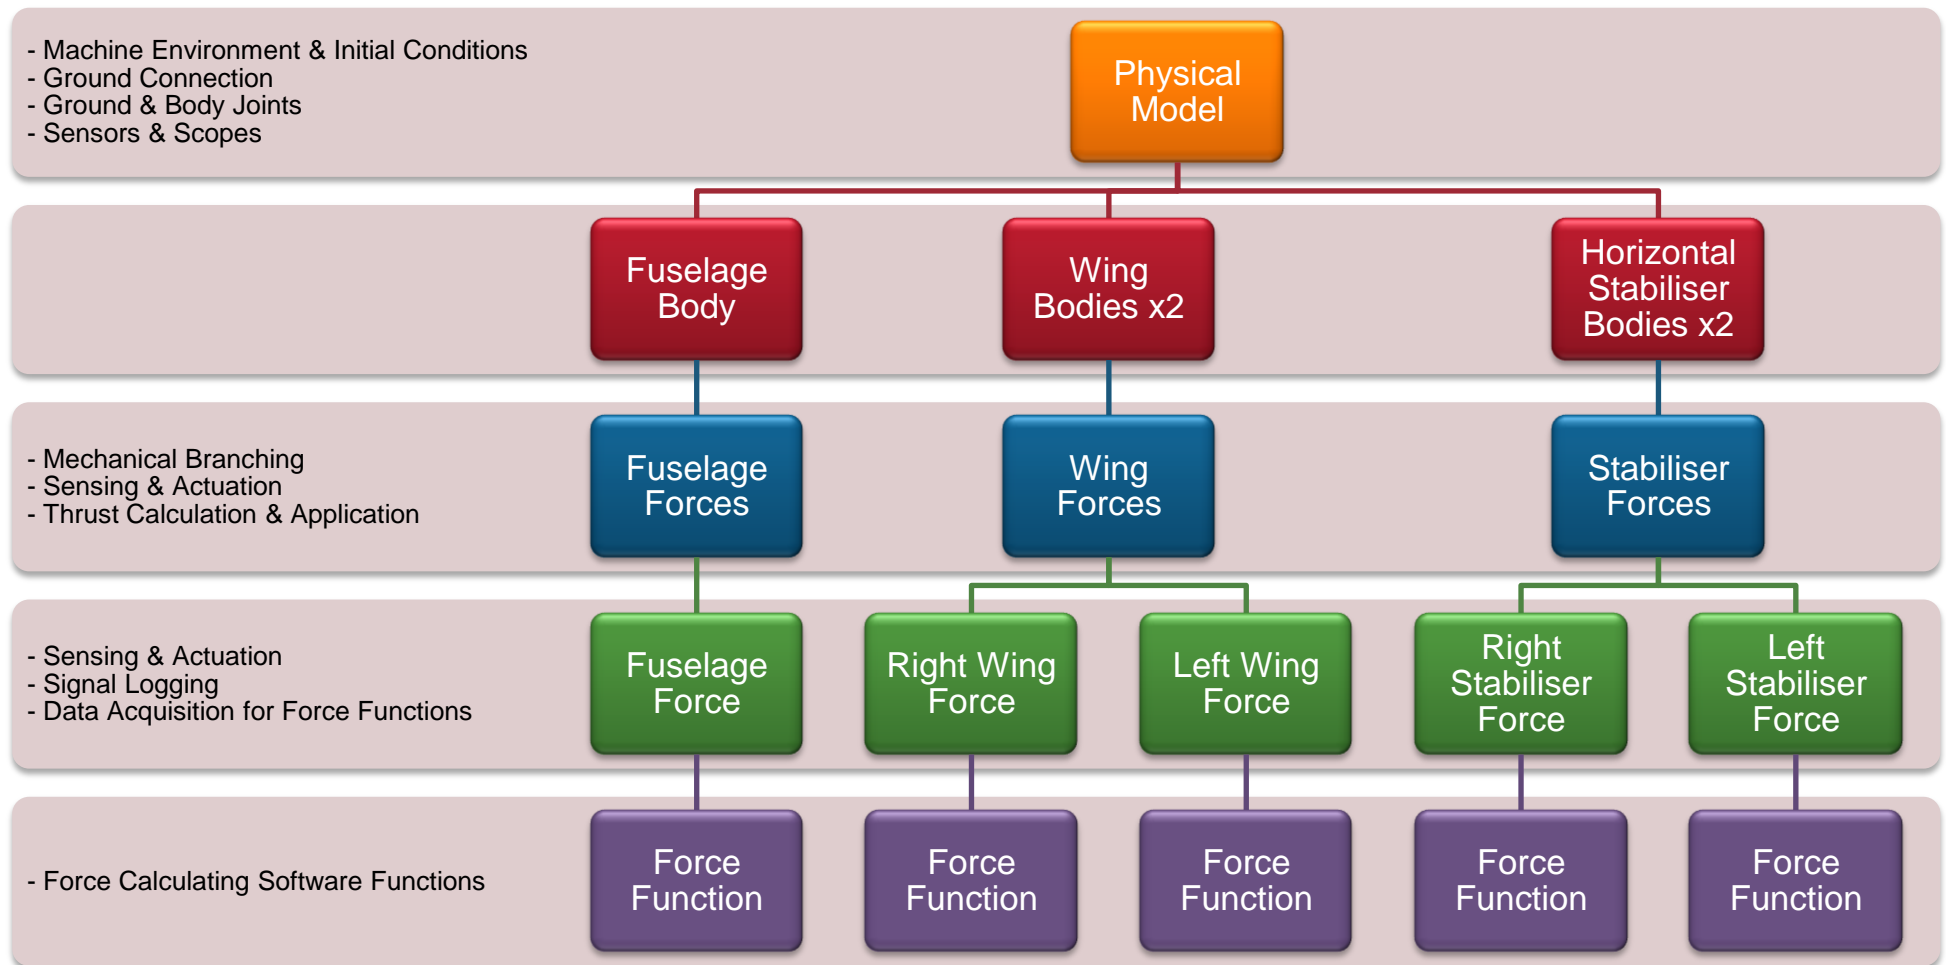 - Machine Environment & Initial Conditions
- Ground Connection
- Ground & Body Joints
- Sensors & Scopes
Physical
Model
Fuselage
Body
Wing
Bodies x2
Horizontal
Stabiliser
Bodies x2
- Mechanical Branching
- Sensing & Actuation
- Thrust Calculation & Application
Fuselage
Forces
Wing
Forces
Stabiliser
Forces
- Sensing & Actuation
- Signal Logging
- Data Acquisition for Force Functions
Fuselage
Force
Right Wing
Force
Left Wing
Force
Right
Stabiliser
Force
Left
Stabiliser
Force
- Force Calculating Software Functions
Force
Function
Force
Function
Force
Function
Force
Function
Force
Function